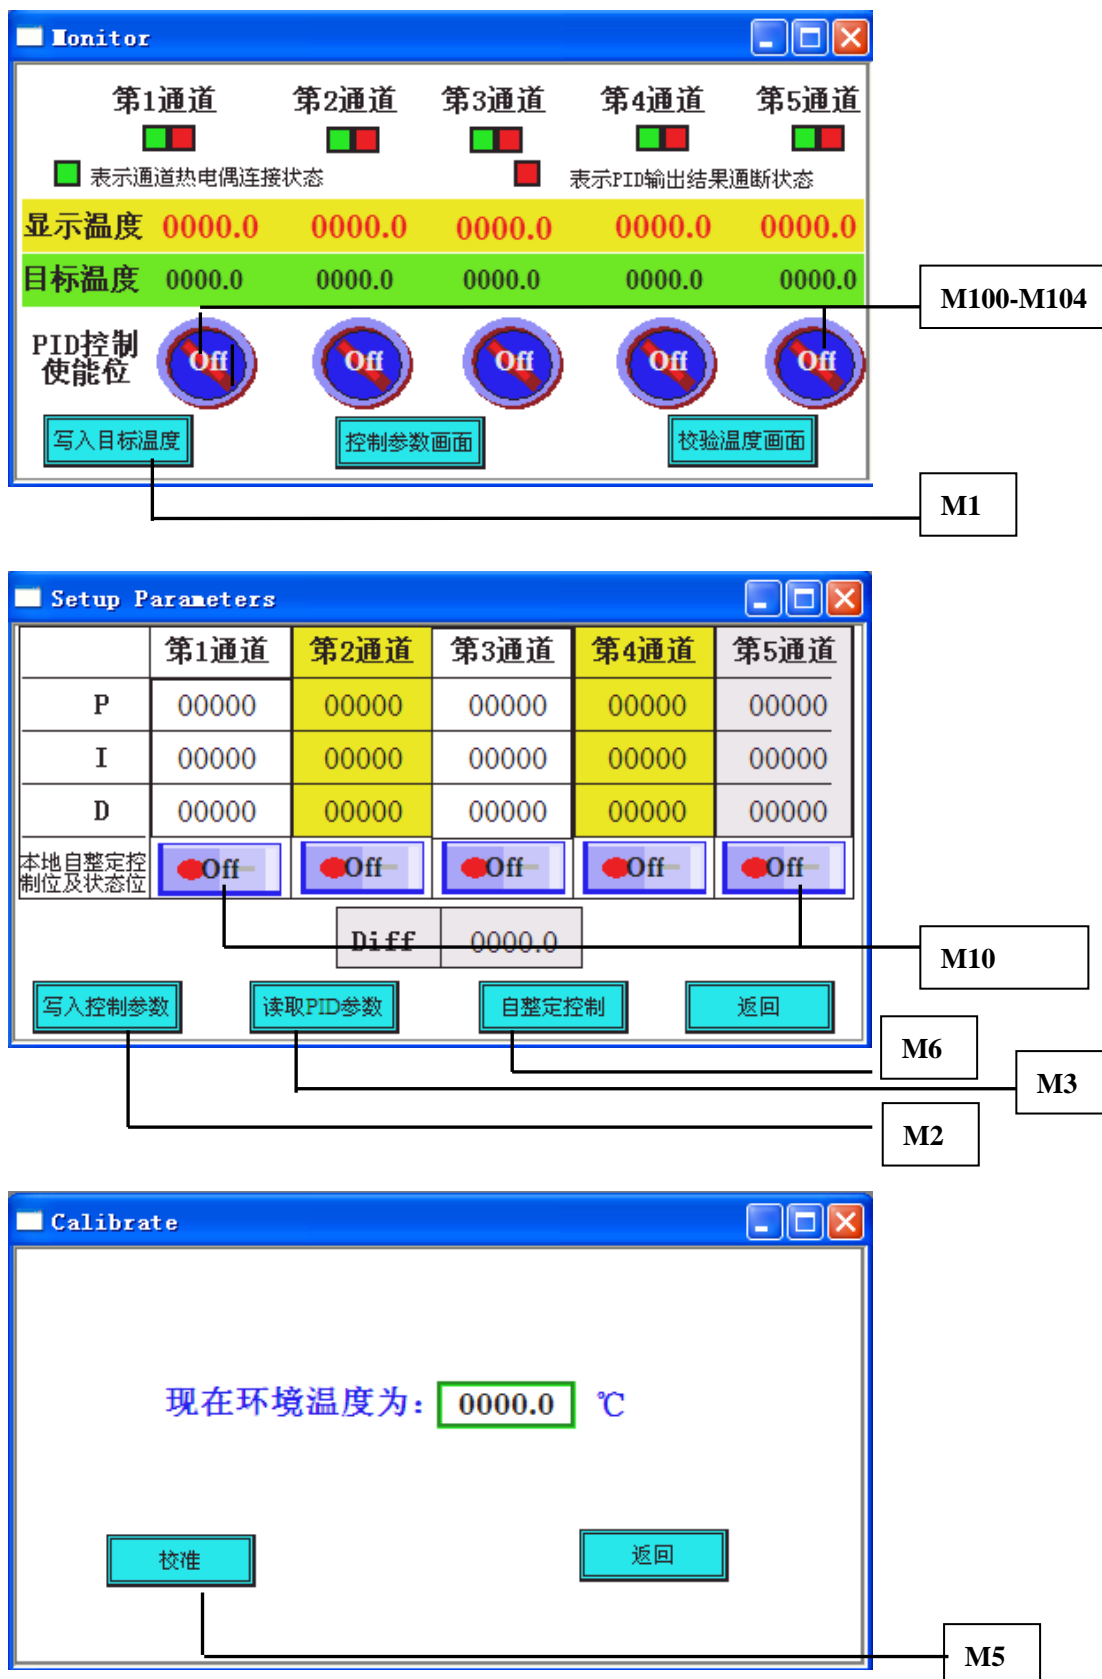 Monitor
第1通道 第2通道 第3通道 第4通道 第5通道
表示通道热电偶连接状态 表示PID输出结果通断状态
显示温度 0000.0 0000.0 0000.0 0000.0 0000.0
目标温度 0000.0 0000.0 0000.0 0000.0 0000.0
M100-M104
PID控制
使能位
Off Off Off Off Off
写入目标温度 控制参数画面 校验温度画面
M1
Setup Parameters
第1通道 第2通道 第3通道 第4通道 第5通道
P 00000 00000 00000 00000 00000
I 00000 00000 00000 00000 00000
D 00000 00000 00000 00000 00000
本地自整定控
制位及状态位
Off Off Off Off Off
Diff 0000.0
M10
写入控制参数 读取PID参数 自整定控制 返回
M6
M3
M2
Calibrate
现在环境温度为: 0000.0 ℃
校准 返回
M5